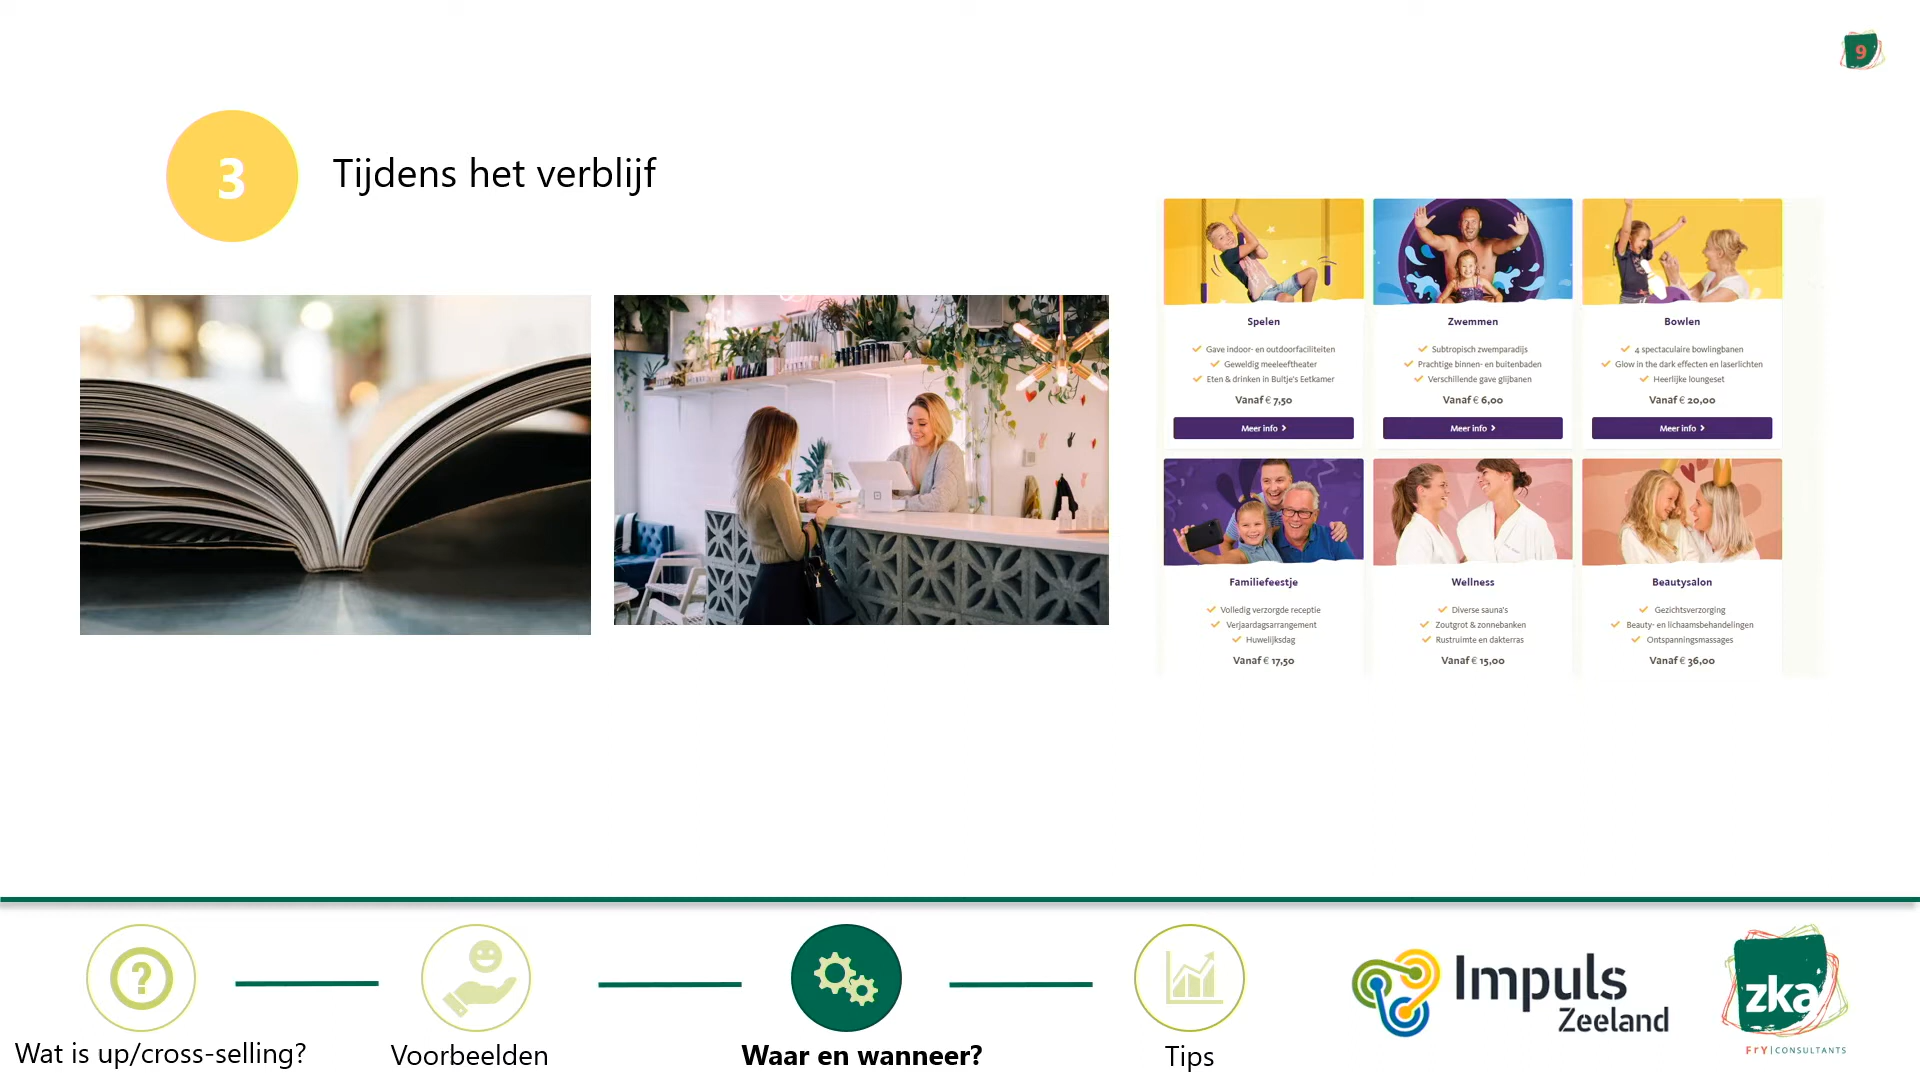 9
3
Tijdens het verblijf
Spelen
Gave indoor- en outdoorfaciliteiten
Geweldig meeleeftheater
Eten & drinken in Bultje's Eetkamer
Vanaf € 7,50
Meer info
Zwemmen
Subtropisch zwemparadijs
Prachtige binnen- en buitenbaden
Verschillende gave glijbanen
Vanaf € 6,00
Meer info
Bowlen
4 spectaculaire bowlingbanen
Glow in the dark effecten en laserlichten
Heerlijke loungeset
Vanaf € 20,00
Meer info
Familiefeestje
Volledig verzorgde receptie
Verjaardagsarrangement
Huwelijksdag
Vanaf € 17,50
Wellness
Diverse sauna's
Zoutgrot & zonnebanken
Rustruimte en dakterras
Vanaf € 15,00
Beautysalon
Gezichtsverzorging
Beauty- en lichaamsbehandelingen
Ontspanningsmassages
Vanaf € 36,00
?
Wat is up/cross-selling?
Voorbeelden
Waar en wanneer?
Tips
Impuls
Zeeland
zka
FrY|CONSULTANTS